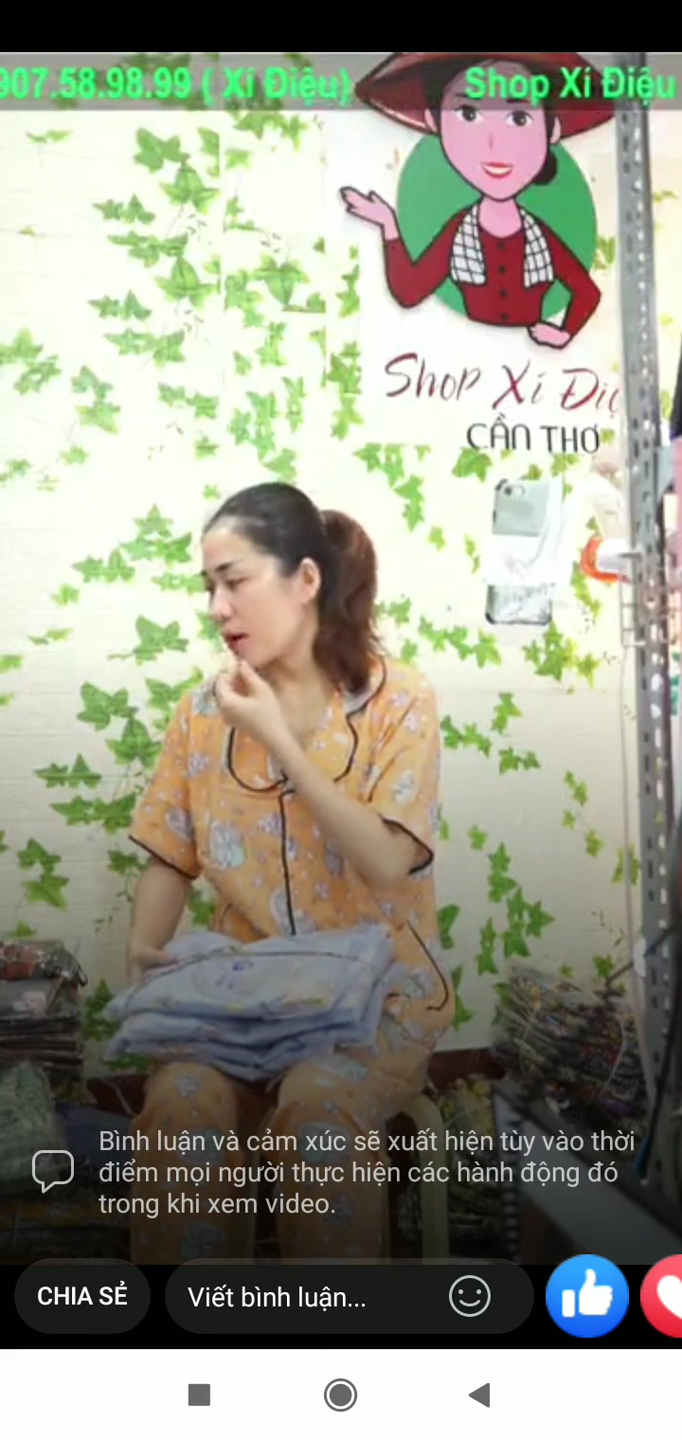 907.58.98.99 ( Xí Điệu)
Shop Xí Điệu
Shop Xí
CẦN THƠ
Bình luận và cảm xúc sẽ xuất hiện tùy vào thời
điểm mọi người thực hiện các hành động đó
trong khi xem video.
CHIA SẺ
Viết bình luận...